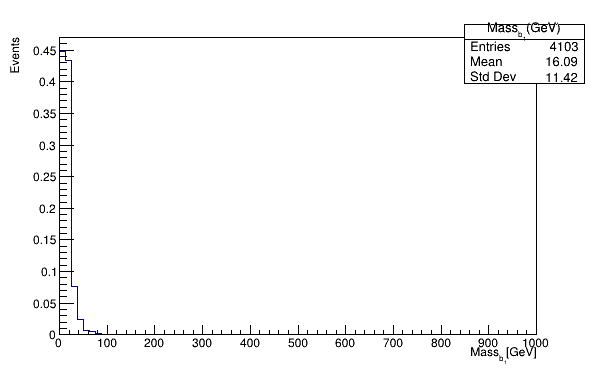 Mass_b_1(GeV)
Entries 4103
Mean 16.09
Std Dev 11.42
Events
0.45
0.4
0.35
0.3
0.25
0.2
0.15
0.1
0.05
0
0 100 200 300 400 500 600 700 800 900 1000
Mass_b_1[GeV]